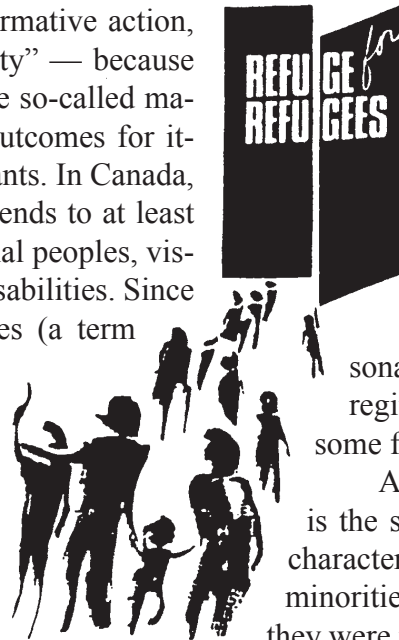 rmative action,
ty” — because
e so-called ma-
utcomes for it-
nts. In Canada,
ends to at least
al peoples, vis-
sabilities. Since
es (a term
REFUGE for
REFUGEES
sona
regi
some f
A
is the s
character
minorities
they were